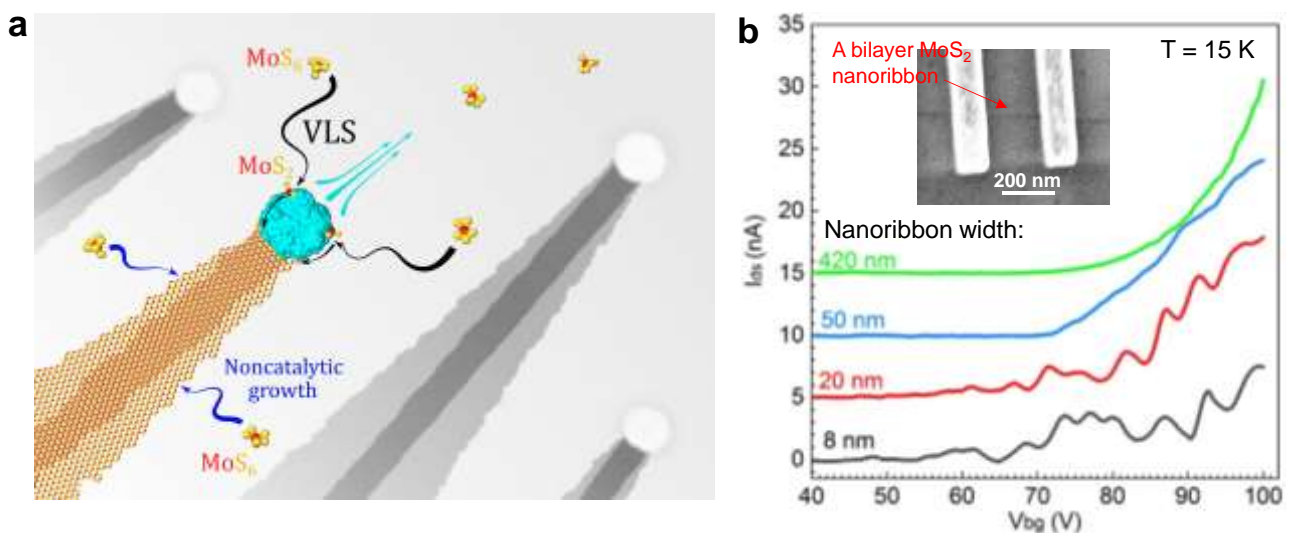 a
MoS₆
VLS
MoS₂
Noncatalytic
growth
MoS₆
b
A bilayer MoS₂
nanoribbon
T = 15 K
200 nm
Nanoribbon width:
420 nm
50 nm
20 nm
8 nm
35
30
25
20
15
10
5
0
Ids (nA)
40 50 60 70 80 90 100
Vbg (V)